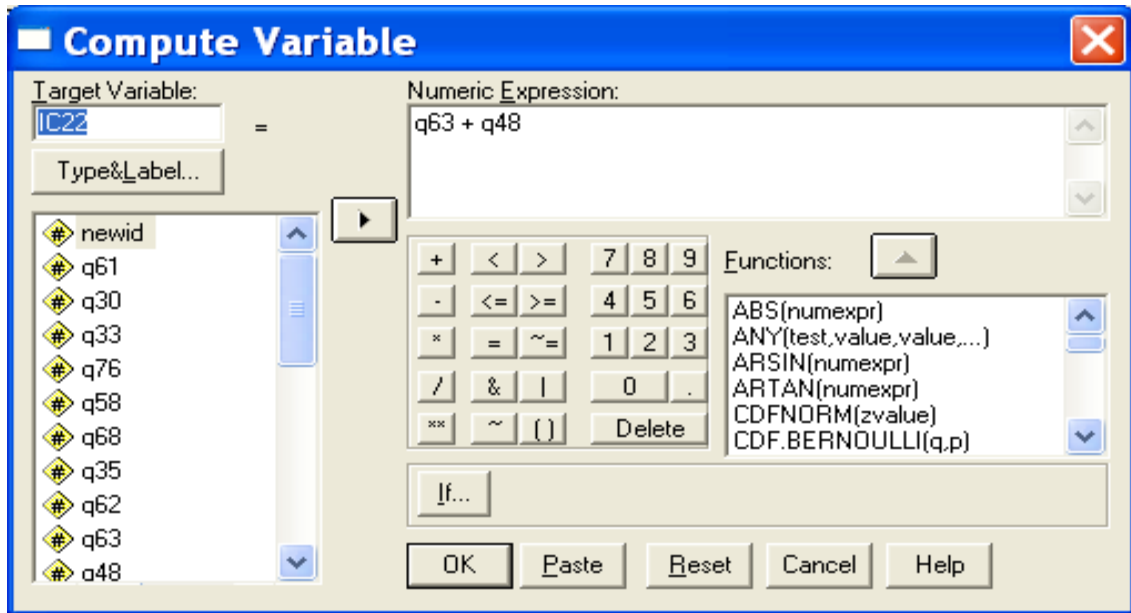 Compute Variable
Target Variable:
IC22
=
Type&Label...
Numeric Expression:
q63 + q48
newid
q61
q30
q33
q76
q58
q68
q35
q62
q63
q48
+ < > 7 8 9
- <= >= 4 5 6
* = ~= 1 2 3
/ & | 0 .
** ~ () Delete
Functions:
ABS(numexpr)
ANY(test,value,value,...)
ARSIN(numexpr)
ARTAN(numexpr)
CDFNORM(zvalue)
CDF.BERNOULLI(q,p)
If...
OK Paste Reset Cancel Help